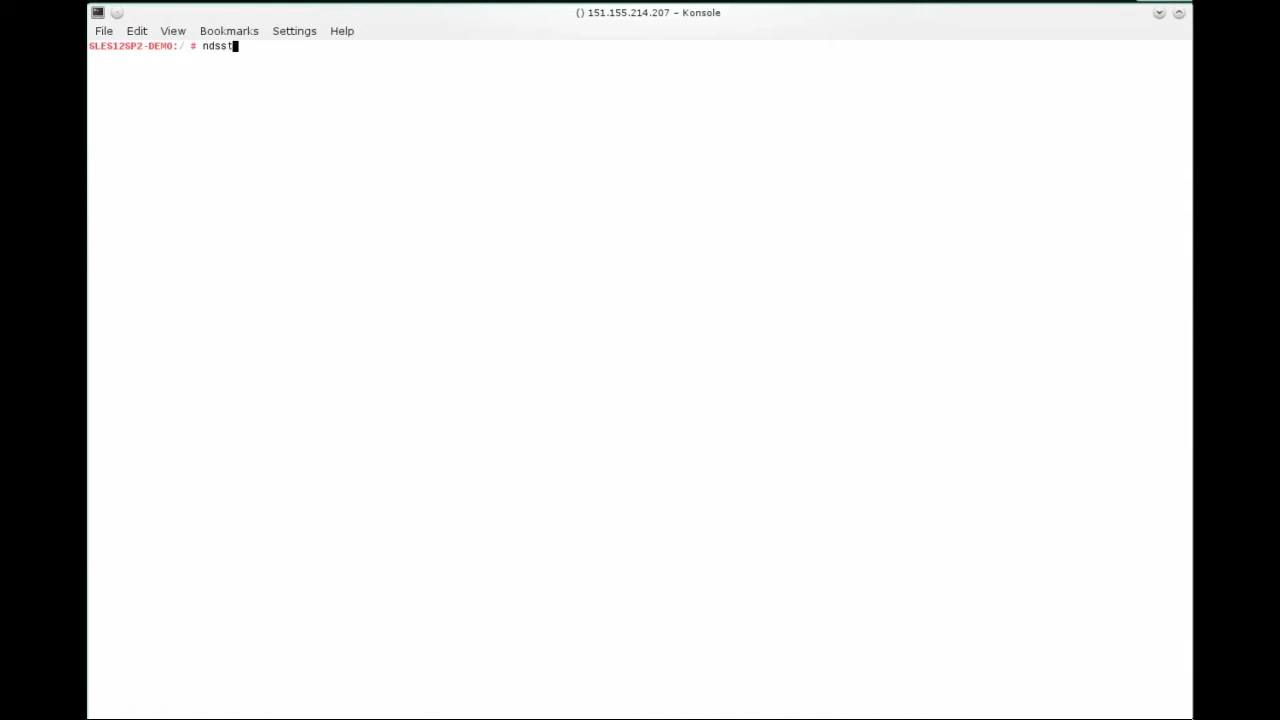 () 151.155.214.207 – Konsole
File Edit View Bookmarks Settings Help
SLES12SP2-DEMO:/ # ndsst